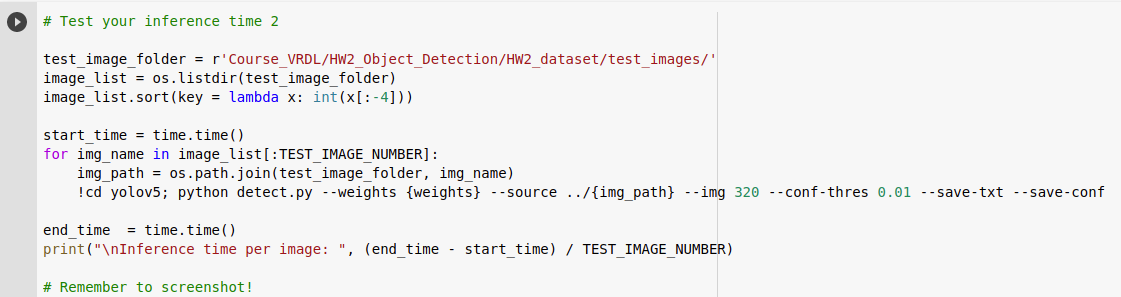 # Test your inference time 2
test_image_folder = r'Course_VRDL/HW2_Object_Detection/HW2_dataset/test_images/'
image_list = os.listdir(test_image_folder)
image_list.sort(key = lambda x: int(x[:-4]))
start_time = time.time()
for img_name in image_list[:TEST_IMAGE_NUMBER]:
    img_path = os.path.join(test_image_folder, img_name)
    !cd yolov5; python detect.py --weights {weights} --source ../{img_path} --img 320 --conf-thres 0.01 --save-txt --save-conf
end_time  = time.time()
print("\nInference time per image: ", (end_time - start_time) / TEST_IMAGE_NUMBER)
# Remember to screenshot!